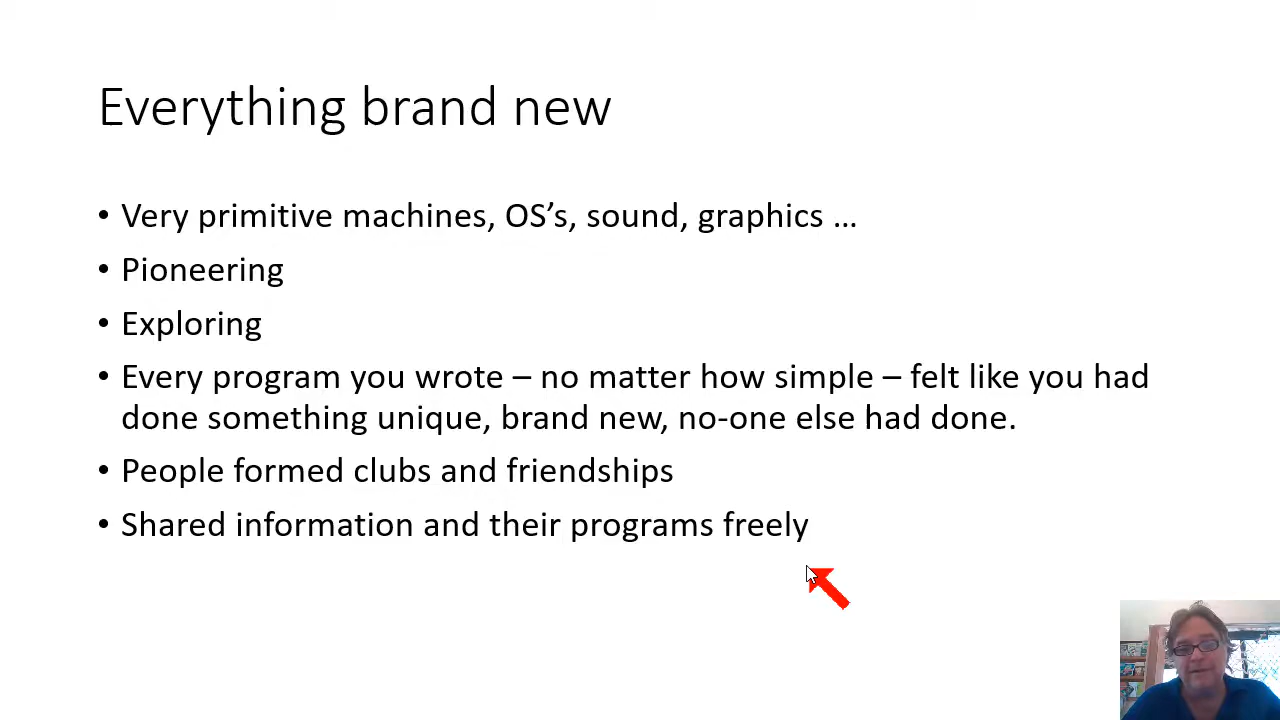 Everything brand new
• Very primitive machines, OS’s, sound, graphics …
• Pioneering
• Exploring
• Every program you wrote – no matter how simple – felt like you had
done something unique, brand new, no-one else had done.
• People formed clubs and friendships
• Shared information and their programs freely